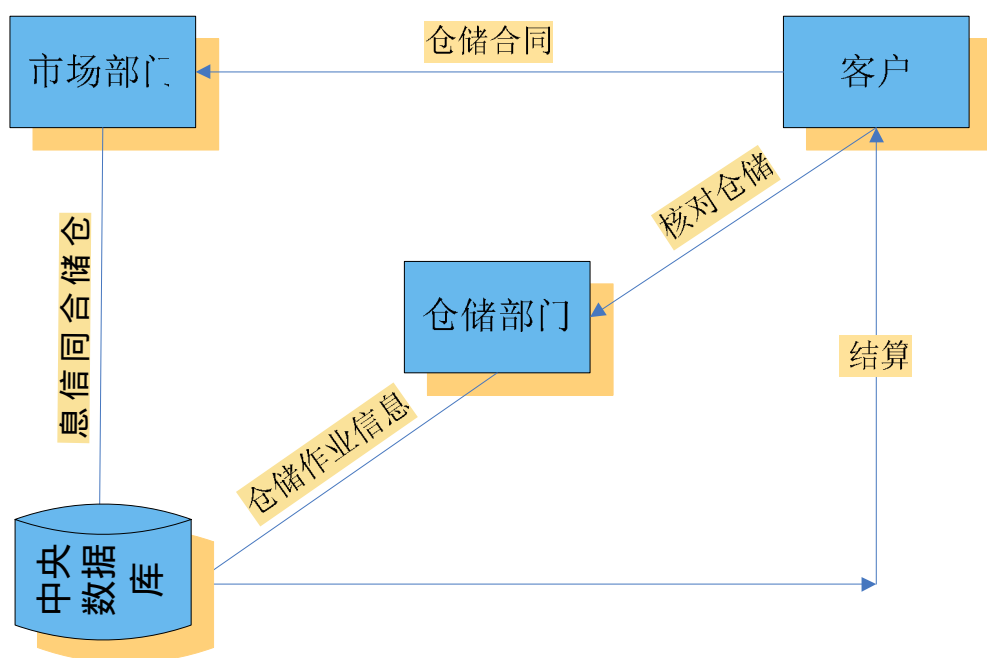 市场部门
仓储合同
客户
核对仓储
仓储合同信息
仓储部门
结算
仓储作业信息
中央
数据
库